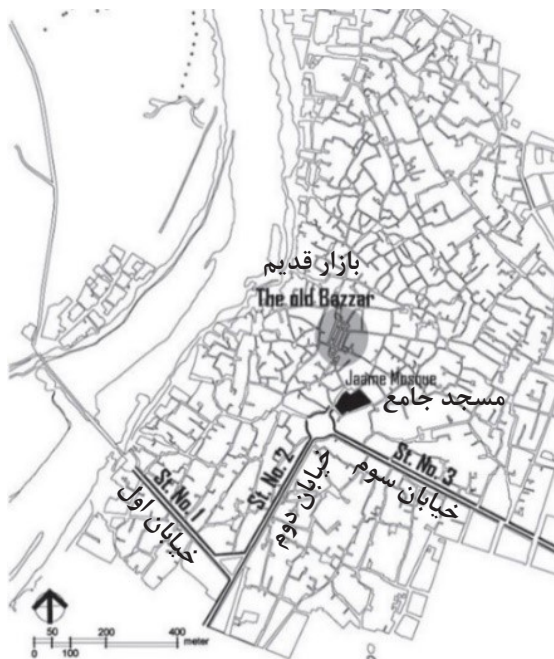 بازار قدیم
The old Bazzar
Jaame Mosque
مسجد جامع
St. No. 3
خیابان سوم
St. No. 2
خیابان دوم
St. No. 1
خیابان اول
50 200 400
meter
0 100